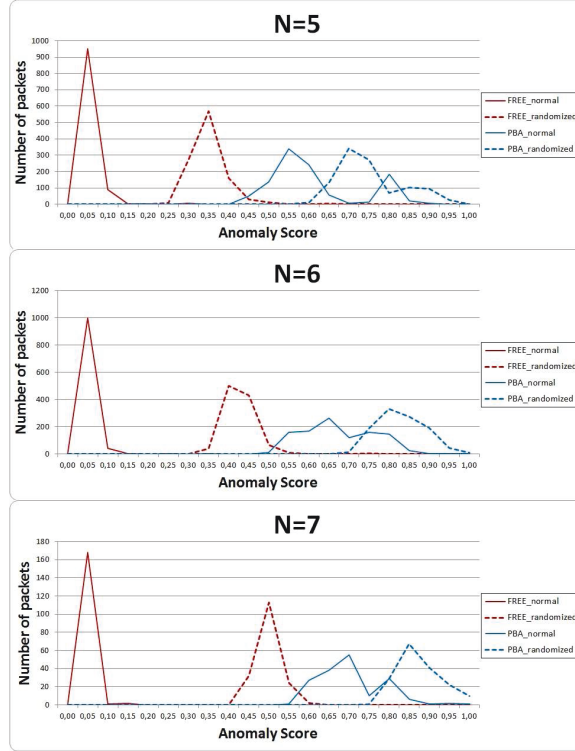 N=5
Number of packets
1000
900
800
700
600
500
400
300
200
100
0
0,00 0,05 0,10 0,15 0,20 0,25 0,30 0,35 0,40 0,45 0,50 0,55 0,60 0,65 0,70 0,75 0,80 0,85 0,90 0,95 1,00
Anomaly Score
FREE_normal
FREE_randomized
PBA_normal
PBA_randomized
N=6
Number of packets
1200
1000
800
600
400
200
0
0,00 0,05 0,10 0,15 0,20 0,25 0,30 0,35 0,40 0,45 0,50 0,55 0,60 0,65 0,70 0,75 0,80 0,85 0,90 0,95 1,00
Anomaly Score
FREE_normal
FREE_randomized
PBA_normal
PBA_randomized
N=7
Number of packets
180
160
140
120
100
80
60
40
20
0
0,00 0,05 0,10 0,15 0,20 0,25 0,30 0,35 0,40 0,45 0,50 0,55 0,60 0,65 0,70 0,75 0,80 0,85 0,90 0,95 1,00
Anomaly Score
FREE_normal
FREE_randomized
PBA_normal
PBA_randomized